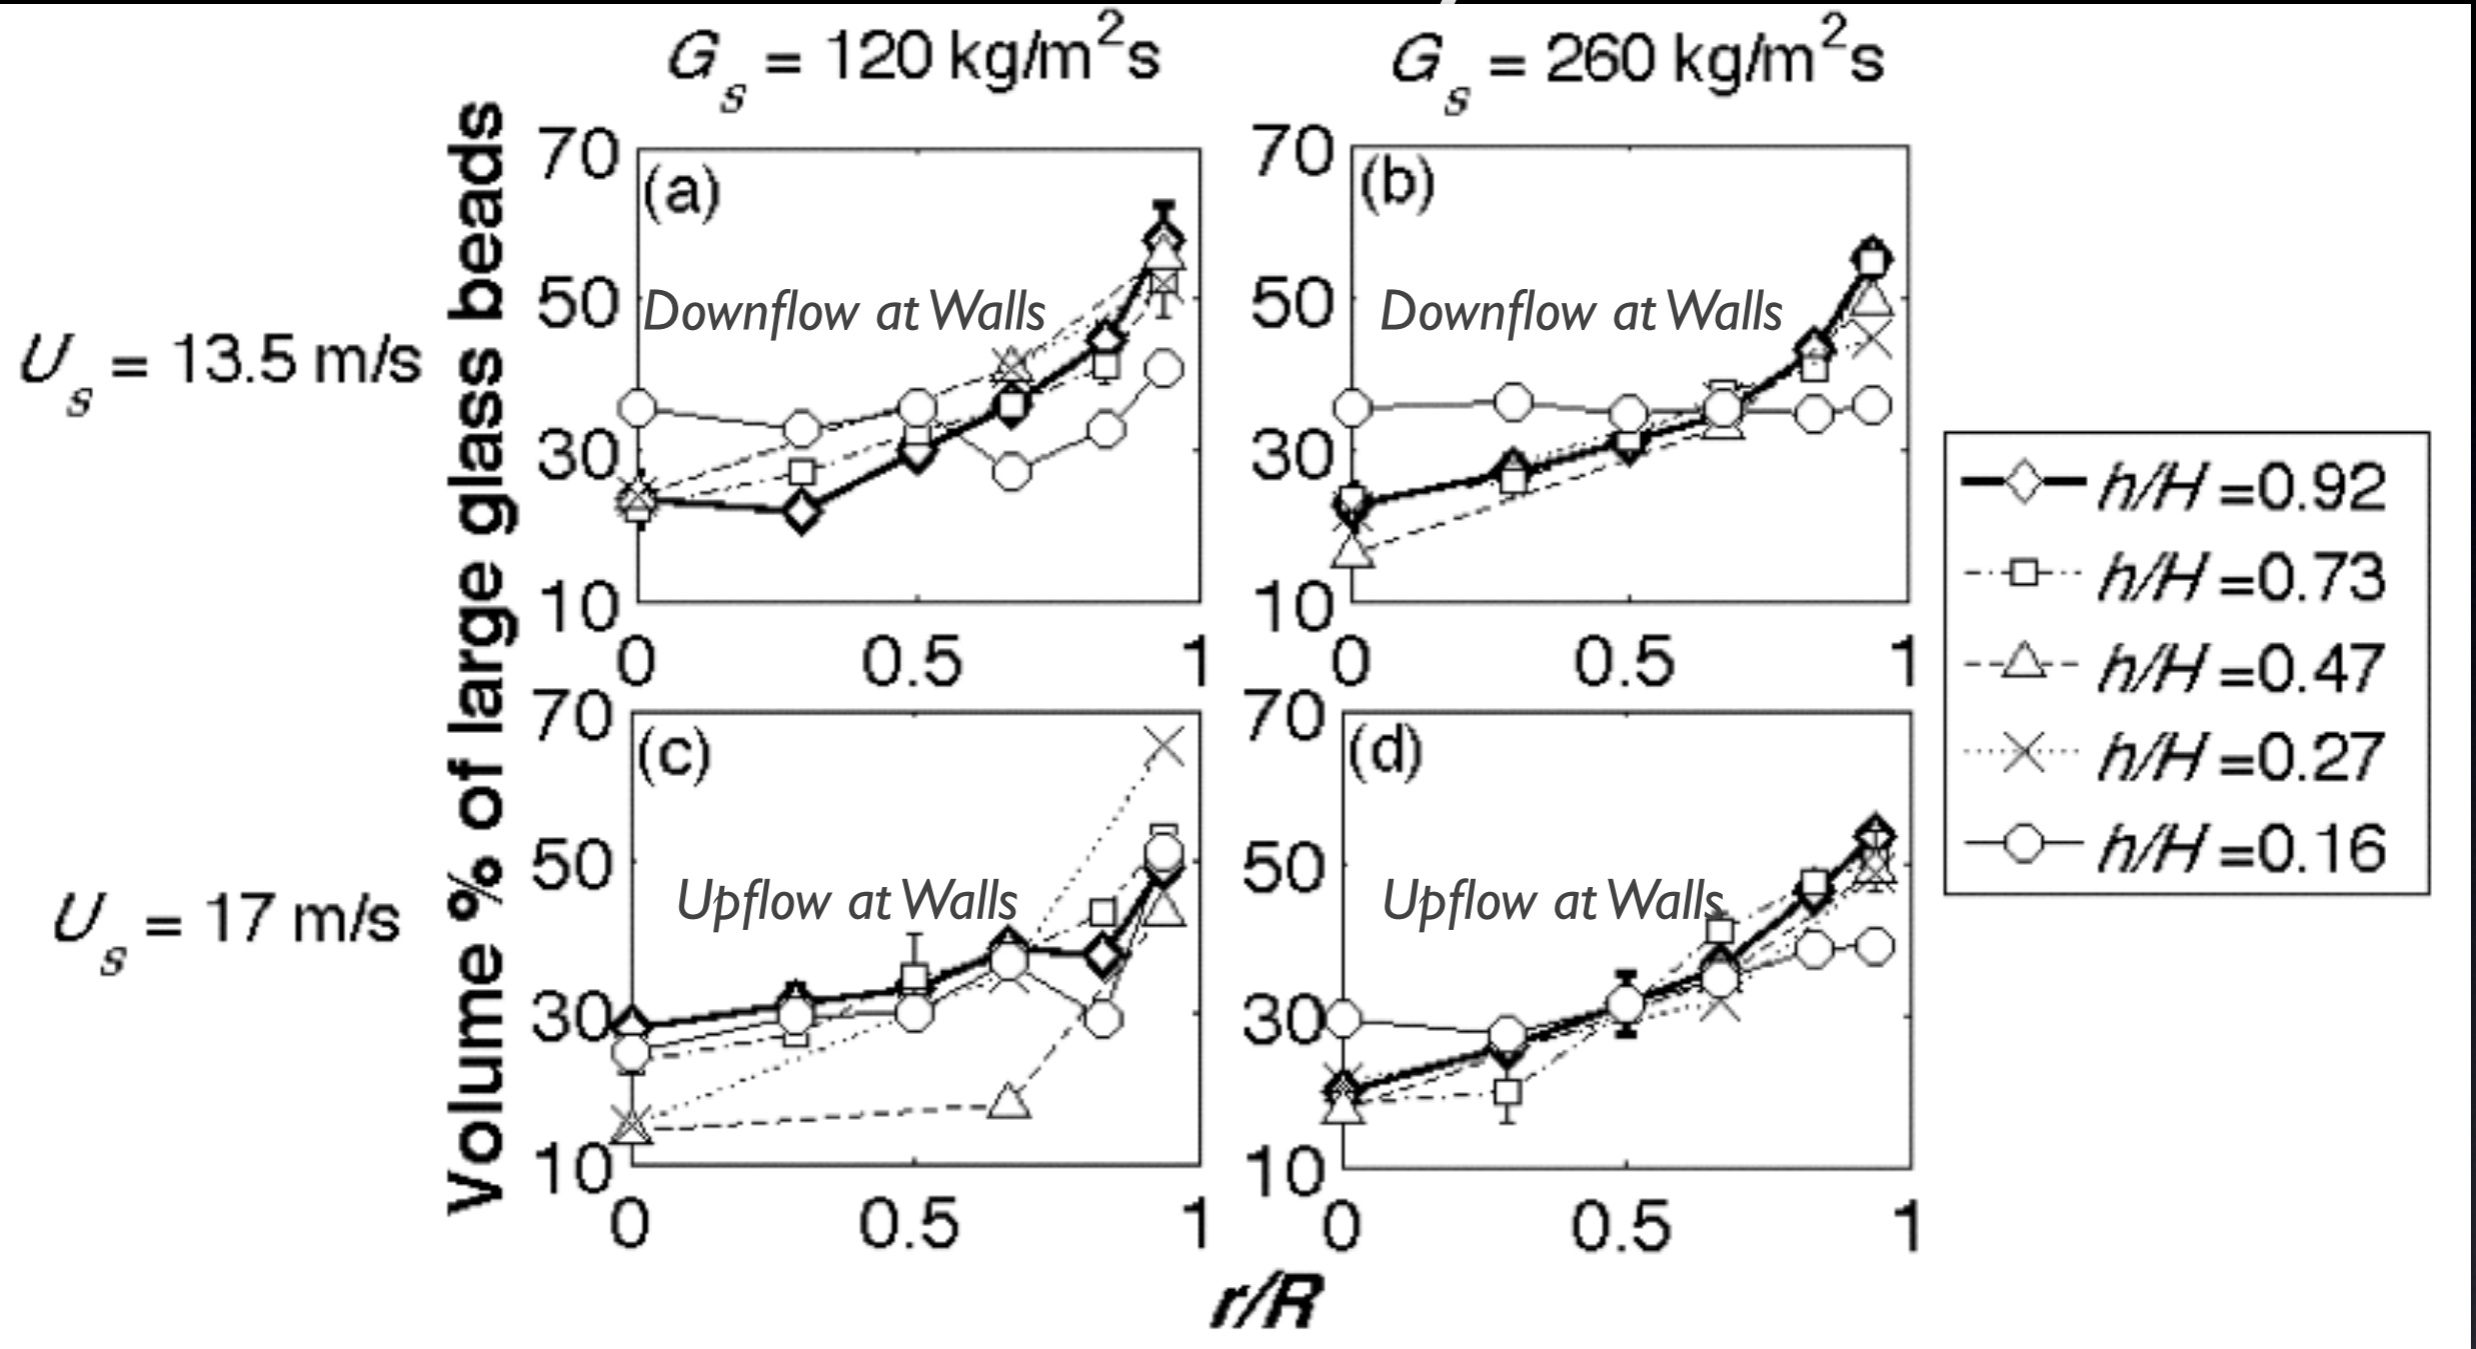 G_s = 120 kg/m²s
G_s = 260 kg/m²s
Volume % of large glass beads
U_s = 13.5 m/s
U_s = 17 m/s
(a)
Downflow at Walls
70
50
30
10
0
0.5
1
(b)
Downflow at Walls
70
50
30
10
0
0.5
1
(c)
Upflow at Walls
70
50
30
10
0
0.5
1
(d)
Upflow at Walls
70
50
30
10
0
0.5
1
r/R
h/H =0.92
h/H =0.73
h/H =0.47
h/H =0.27
h/H =0.16